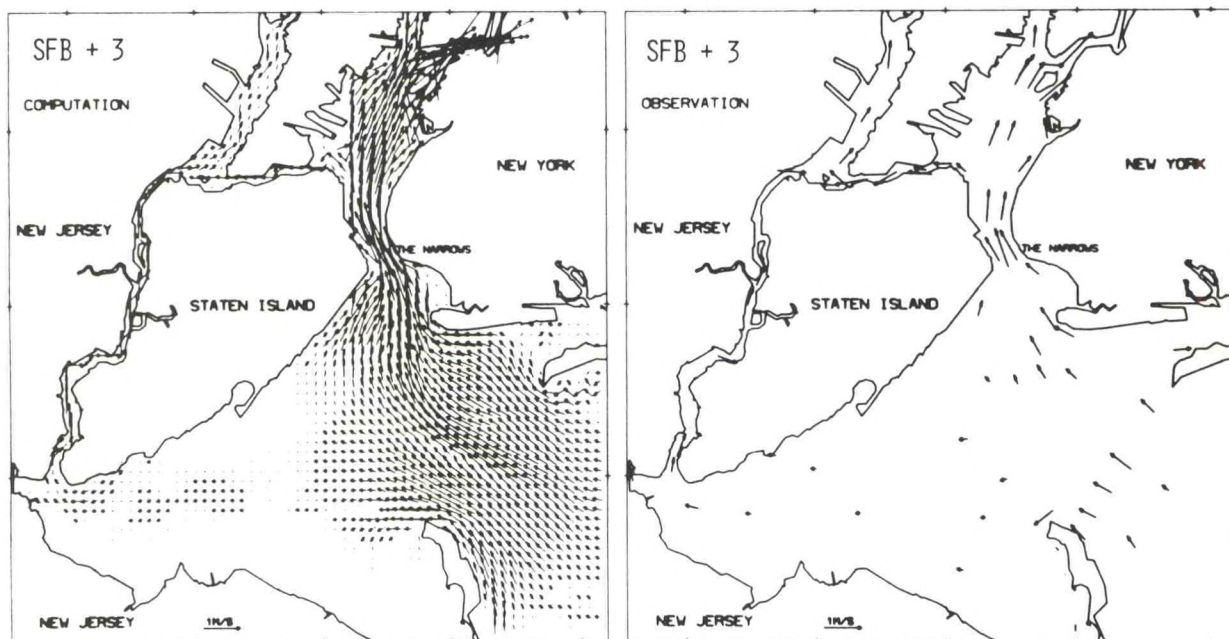 SFB + 3
COMPUTATION
NEW YORK
NEW JERSEY
THE NARROWS
STATEN ISLAND
NEW JERSEY
1M/S
SFB + 3
OBSERVATION
NEW YORK
NEW JERSEY
THE NARROWS
STATEN ISLAND
NEW JERSEY
1M/S